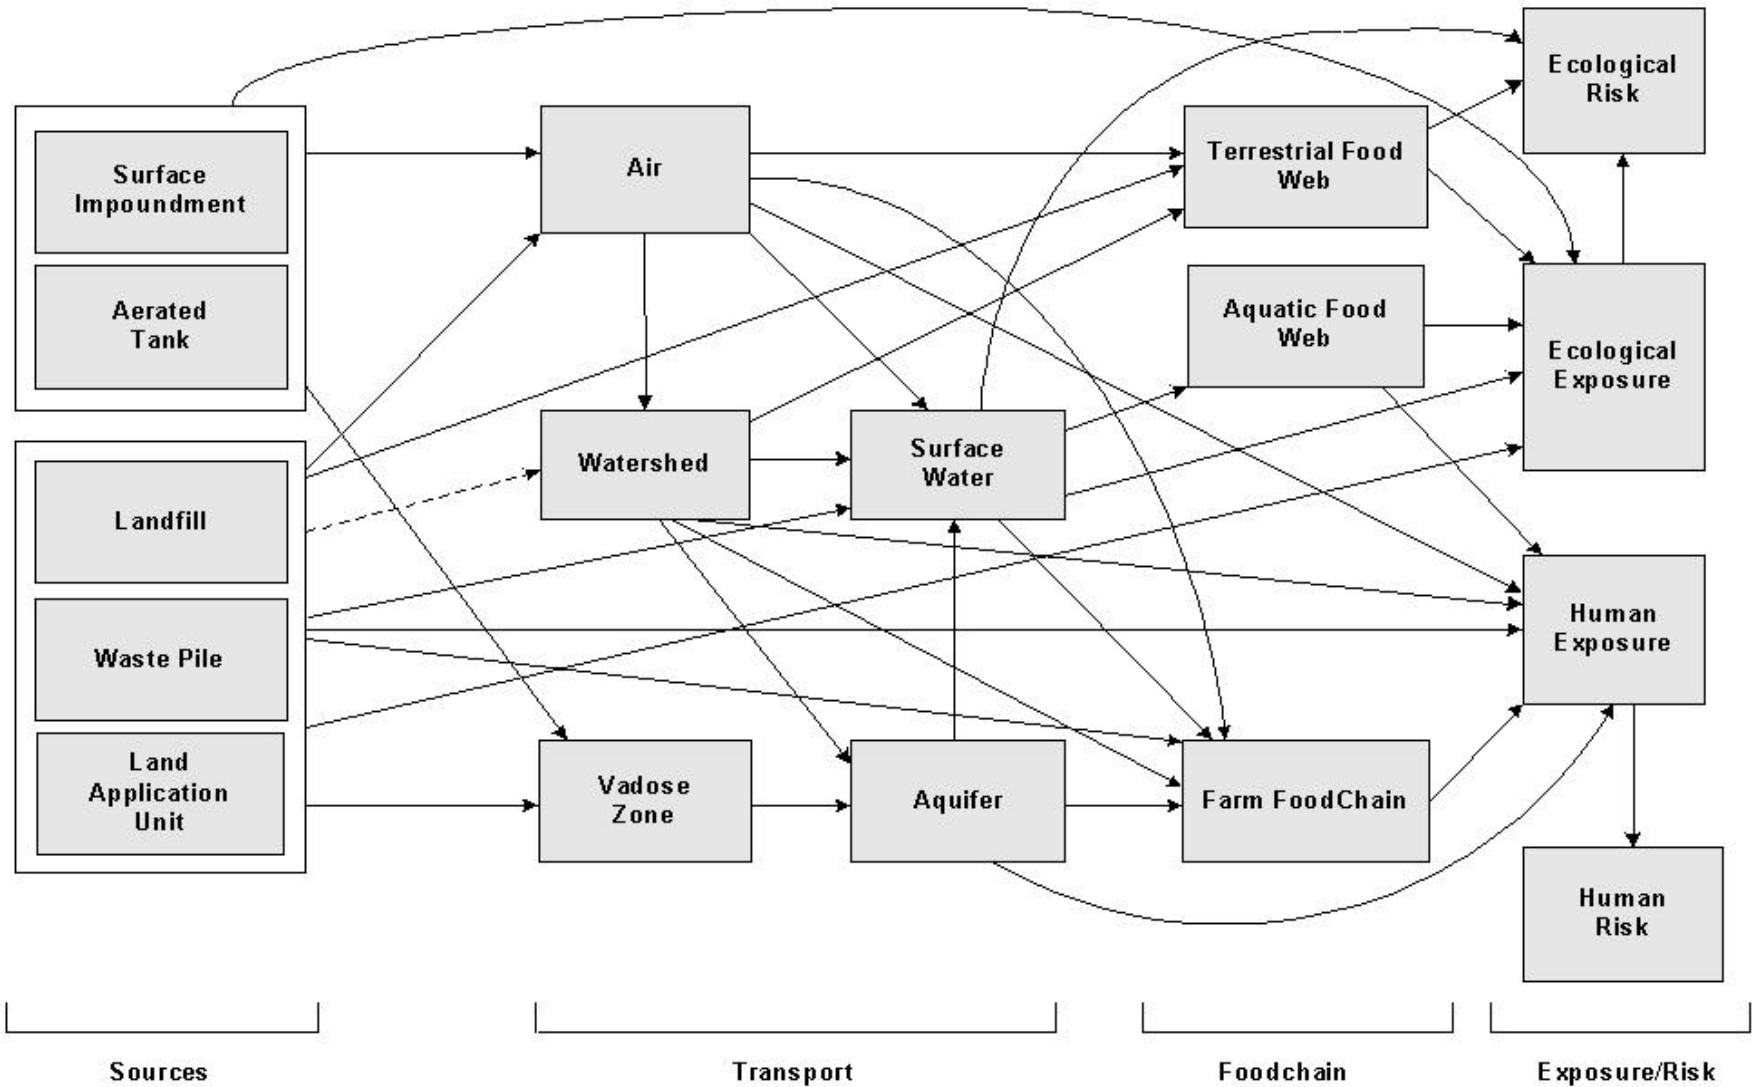 Surface
Impoundment
Aerated
Tank
Landfill
Waste Pile
Land
Application
Unit
Air
Watershed
Surface
Water
Vadose
Zone
Aquifer
Terrestrial Food
Web
Aquatic Food
Web
Farm FoodChain
Ecological
Risk
Ecological
Exposure
Human
Exposure
Human
Risk
Sources
Transport
Foodchain
Exposure/Risk